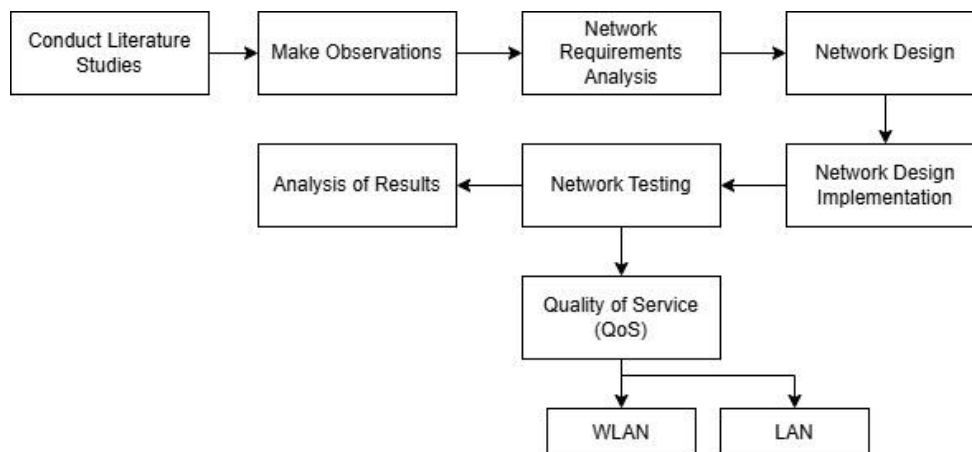 Conduct Literature
Studies
Make Observations
Network
Requirements
Analysis
Network Design
Network Design
Implementation
Network Testing
Analysis of Results
Quality of Service
(QoS)
WLAN
LAN